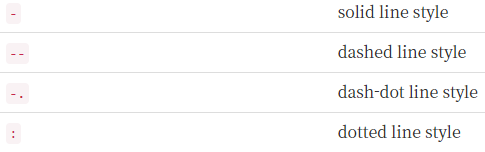 - solid line style
-- dashed line style
-. dash-dot line style
: dotted line style